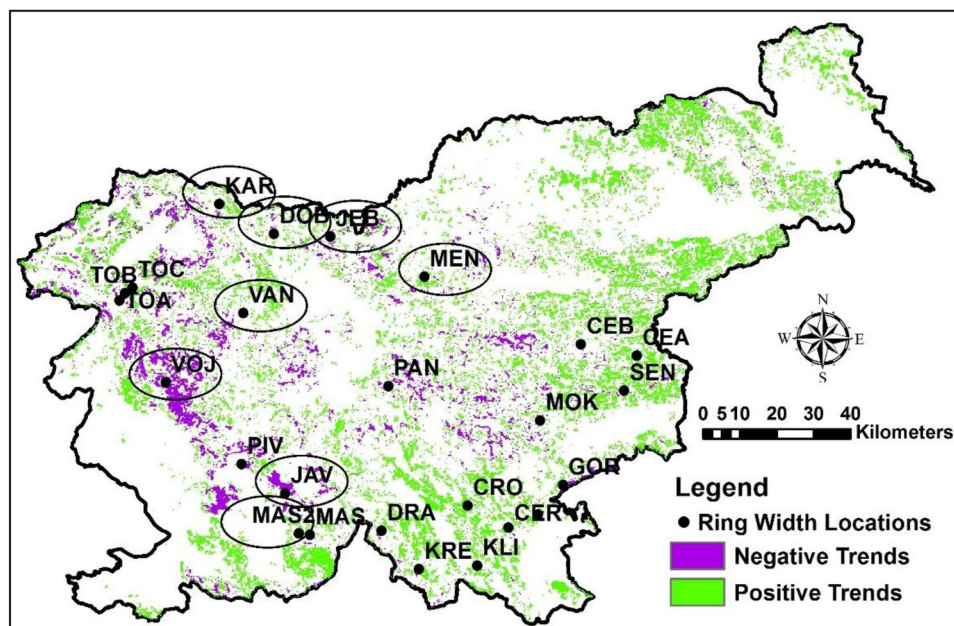 KAR
DOB
JEB
MEN
TOB
TOC
TOA
VAN
CEB
CEA
N
W
E
S
VOJ
PAN
SEN
MOK
0 5 10 20 30 40
Kilometers
PIV
JAV
GOR
CRO
Legend
MAS2
MAS
DRA
CER
Ring Width Locations
KRE
KLI
Negative Trends
Positive Trends